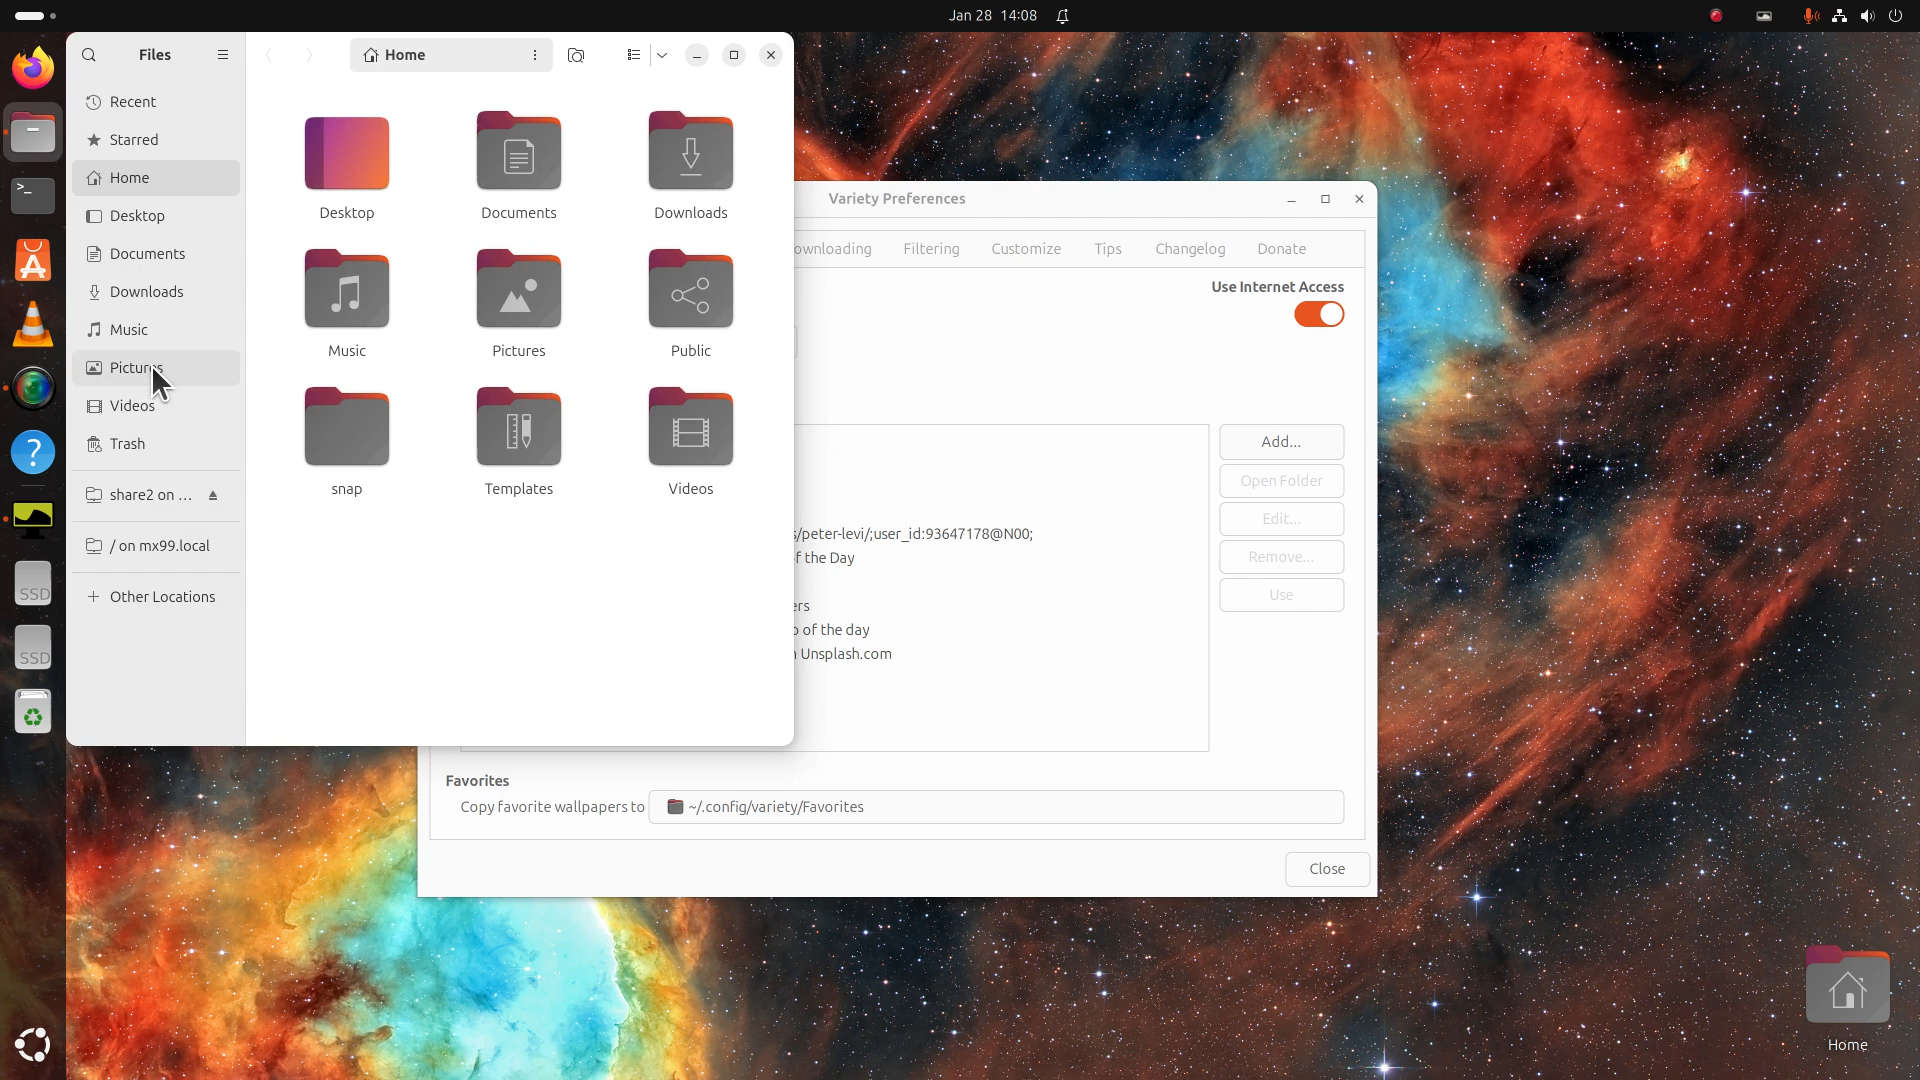 Jan 28 14:08
Files
Home
Recent
Starred
Home
Desktop
Documents
Downloads
Music
Pictures
Videos
Trash
share2 on ...
/ on mx99.local
Other Locations
Desktop
Documents
Downloads
Music
Pictures
Public
snap
Templates
Videos
Variety Preferences
ownloading
Filtering
Customize
Tips
Changelog
Donate
Use Internet Access
Add...
Open Folder
Edit...
Remove...
Use
s/peter-levi/;user_id:93647178@N00;
f the Day
ers
o of the day
Unsplash.com
Favorites
Copy favorite wallpapers to
~/.config/variety/Favorites
Close
>_
A
?
SSD
SSD
Home